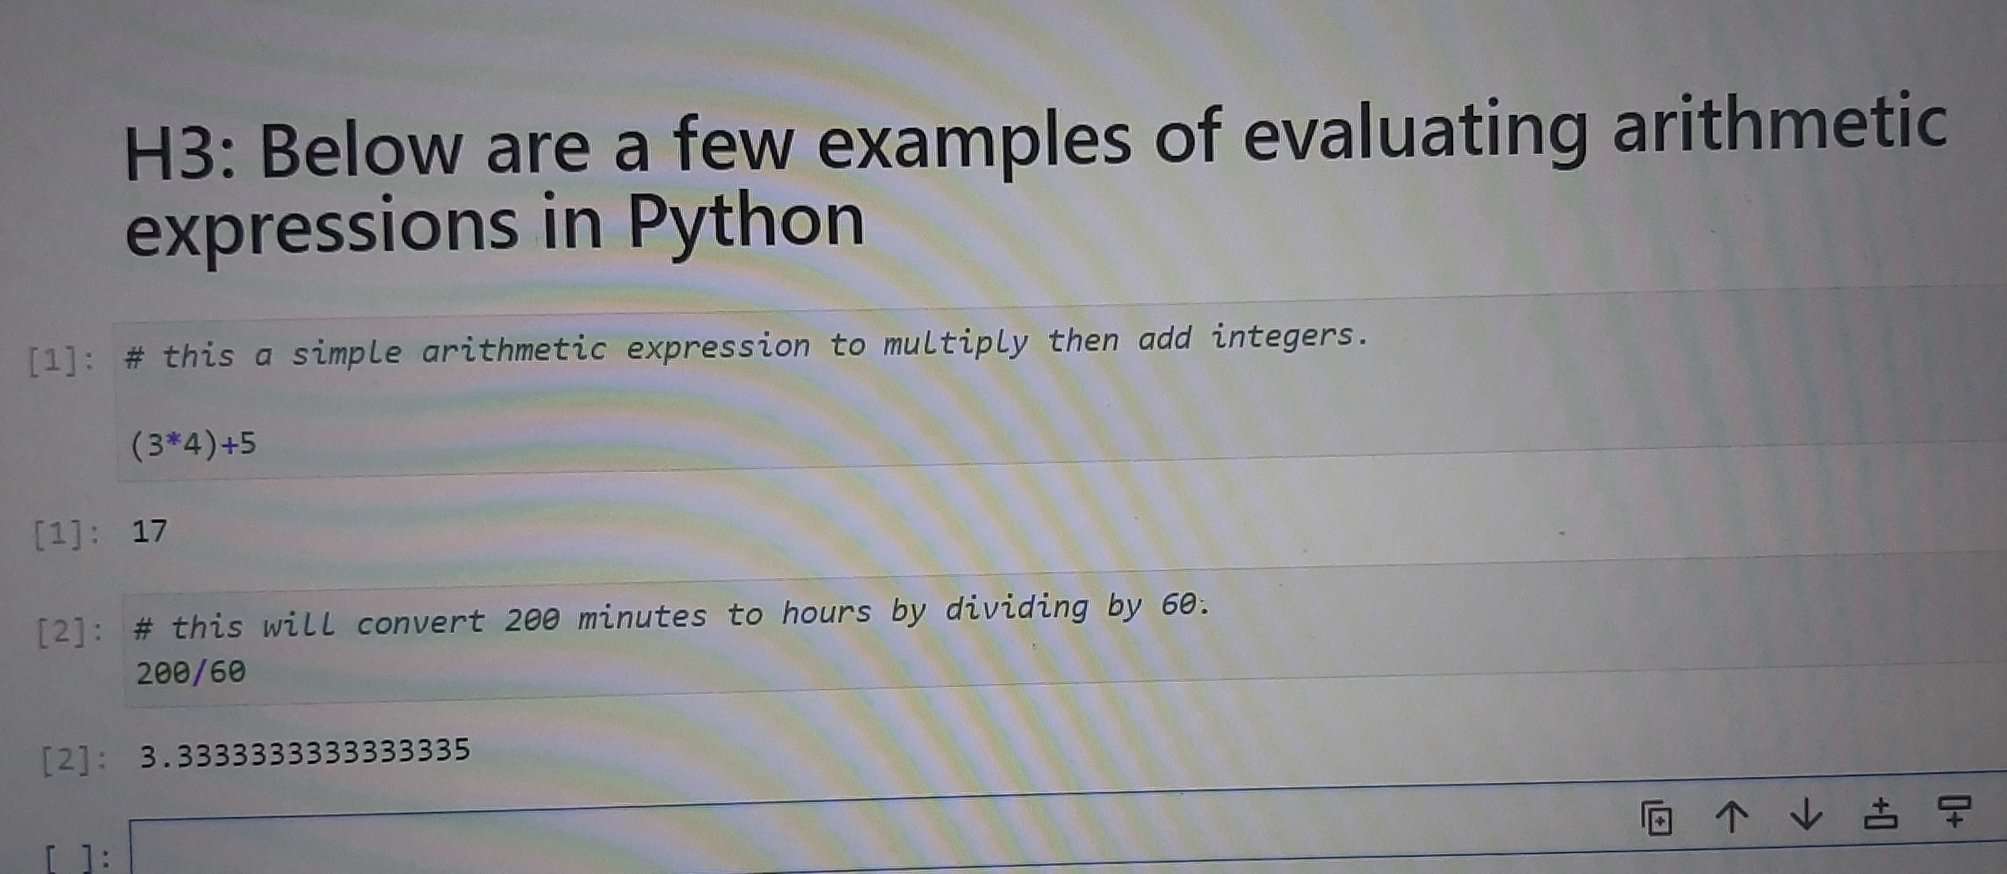 H3: Below are a few examples of evaluating arithmetic
expressions in Python
[1]: # this a simple arithmetic expression to multiply then add integers.
(3*4)+5
[1]: 17
[2]: # this will convert 200 minutes to hours by dividing by 60.
200/60
[2]: 3.3333333333333335
[ ]: